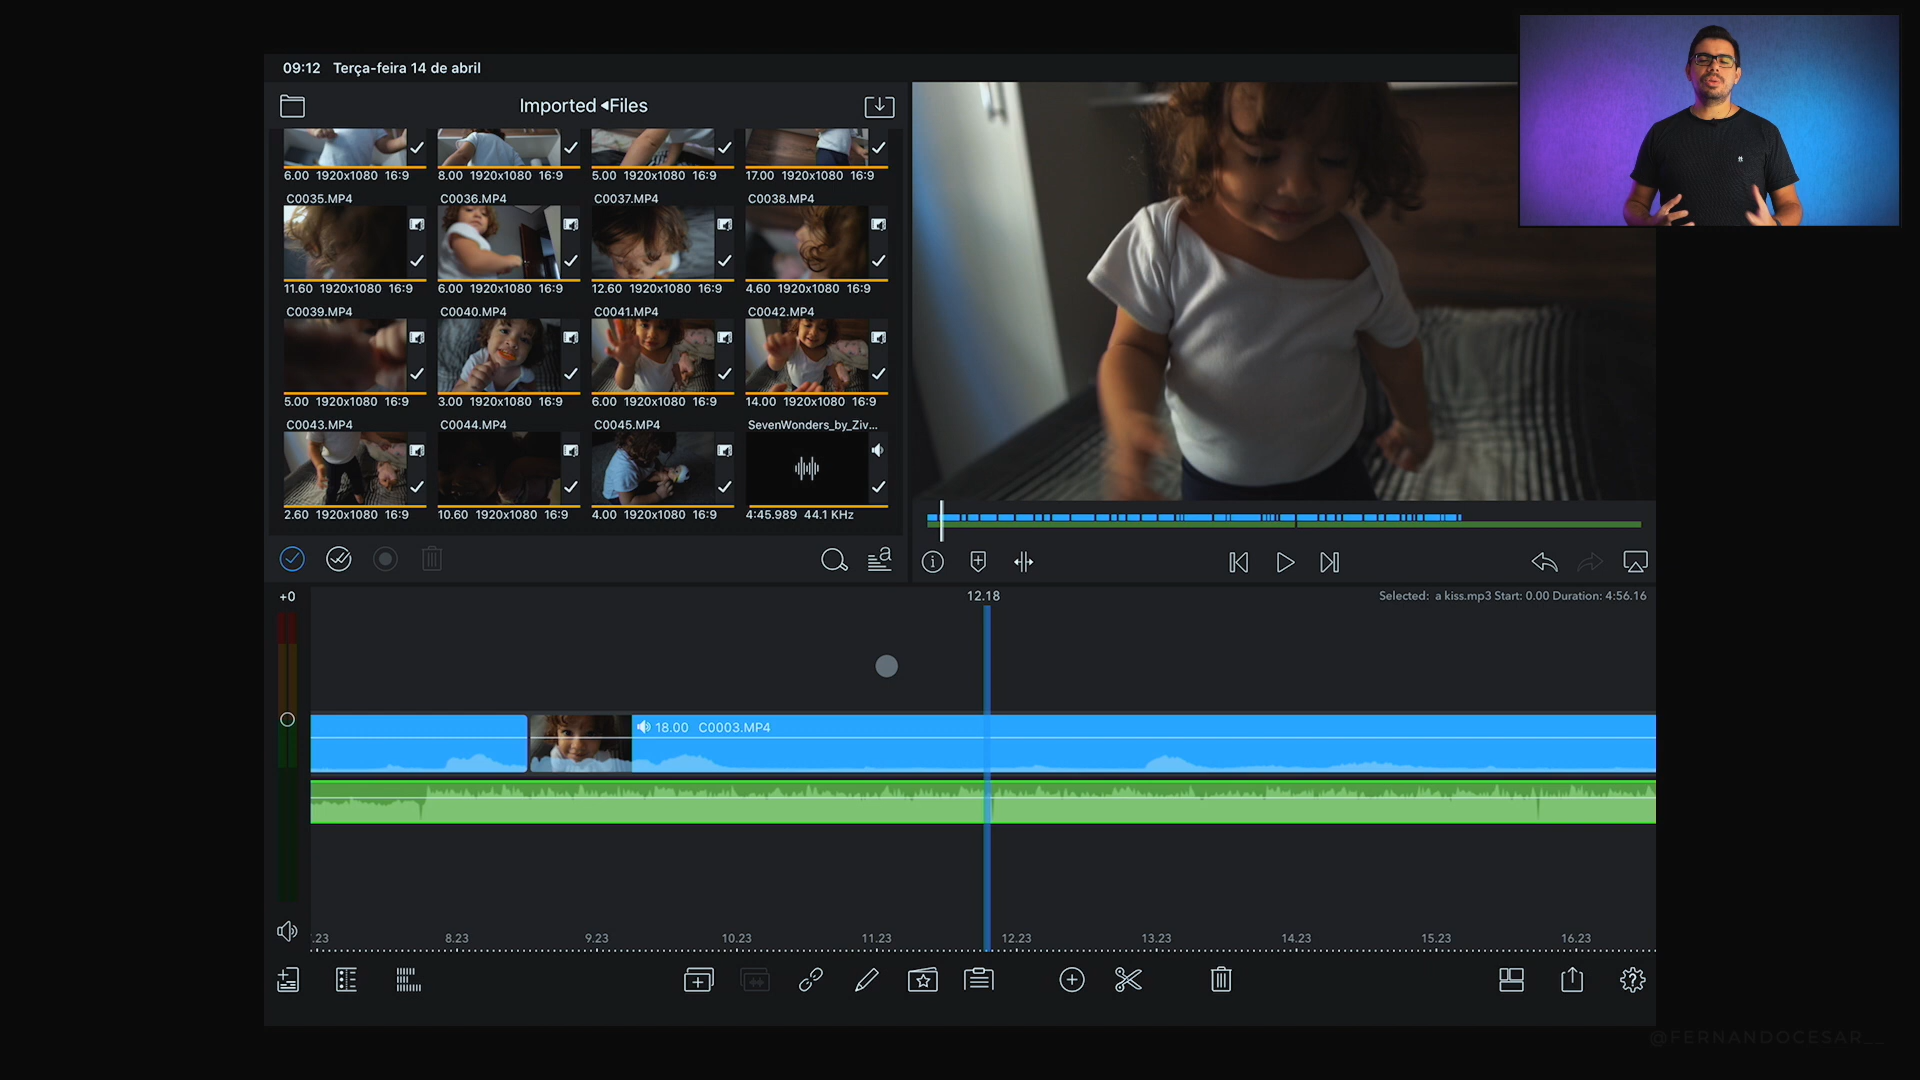 09:12 Terça-feira 14 de abril
Imported ◂Files
6.00 1920x1080 16:9
8.00 1920x1080 16:9
5.00 1920x1080 16:9
17.00 1920x1080 16:9
C0035.MP4
C0036.MP4
C0037.MP4
C0038.MP4
11.60 1920x1080 16:9
6.00 1920x1080 16:9
12.60 1920x1080 16:9
4.60 1920x1080 16:9
C0039.MP4
C0040.MP4
C0041.MP4
C0042.MP4
5.00 1920x1080 16:9
3.00 1920x1080 16:9
6.00 1920x1080 16:9
14.00 1920x1080 16:9
C0043.MP4
C0044.MP4
C0045.MP4
SevenWonders_by_Ziv...
2.60 1920x1080 16:9
10.60 1920x1080 16:9
4.00 1920x1080 16:9
4:45.989 44.1 KHz
+0
12.18
Selected: a kiss.mp3 Start: 0.00 Duration: 4:56.16
18.00 C0003.MP4
.23
8.23
9.23
10.23
11.23
12.23
13.23
14.23
15.23
16.23
@FERNANDOCESAR__